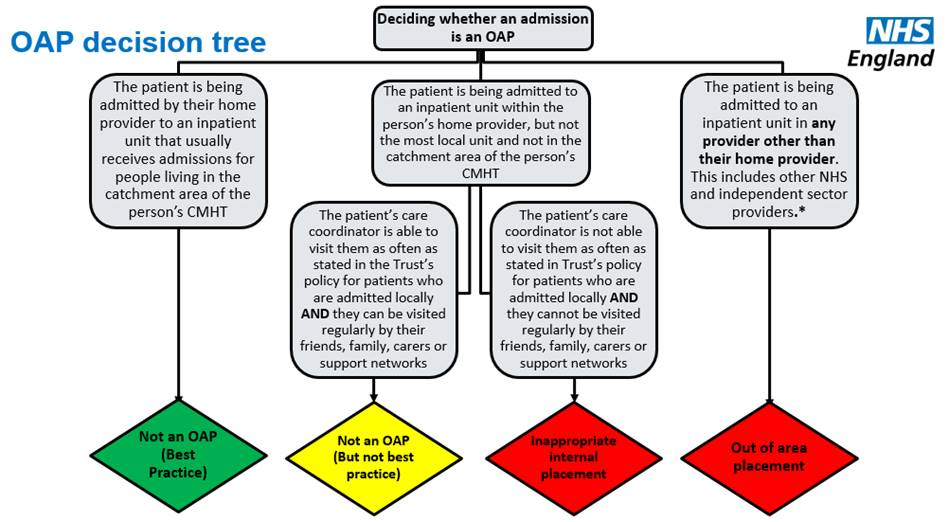 OAP decision tree
Deciding whether an admission
is an OAP
NHS
England
The patient is being
admitted by their home
provider to an inpatient
unit that usually
receives admissions for
people living in the
catchment area of the
person's CMHT
The patient is being admitted to
an inpatient unit within the
person's home provider, but not
the most local unit and not in the
catchment area of the person's
CMHT
The patient is being
admitted to an
inpatient unit in any
provider other than
their home provider.
This includes other NHS
and independent sector
providers.*
The patient's care
coordinator is able to
visit them as often as
stated in the Trust's
policy for patients who
are admitted locally
AND they can be visited
regularly by their
friends, family, carers or
support networks
The patient's care
coordinator is not able
to visit them as often as
stated in Trust's policy
for patients who are
admitted locally AND
they cannot be visited
regularly by their
friends, family, carers or
support networks
Not an OAP
(Best
Practice)
Not an OAP
(But not best
practice)
Inappropriate
internal
placement
Out of area
placement